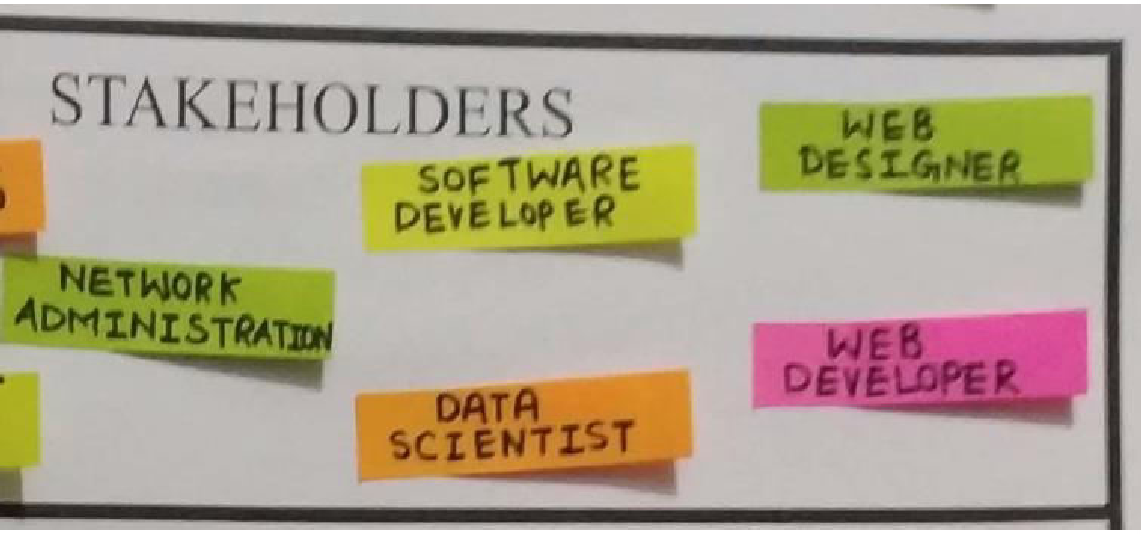 STAKEHOLDERS
WEB
DESIGNER
SOFTWARE
DEVELOPER
NETWORK
ADMINISTRATION
WEB
DEVELOPER
DATA
SCIENTIST